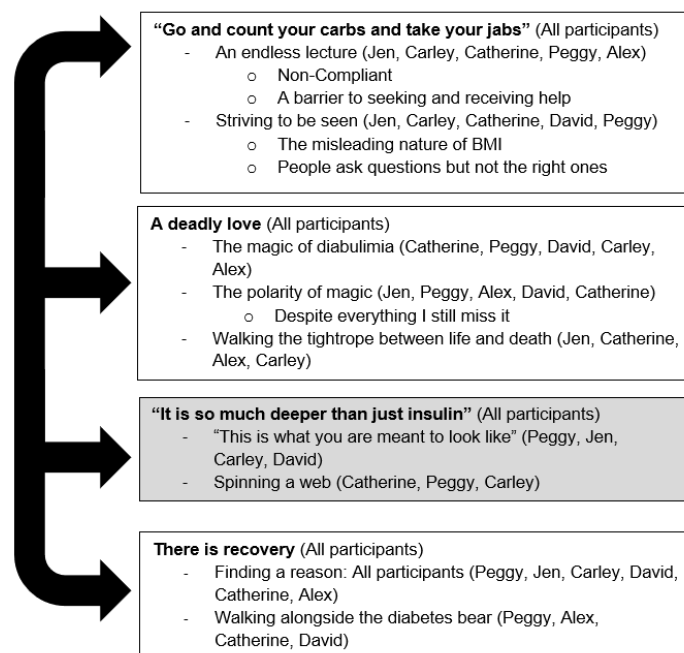 “Go and count your carbs and take your jabs” (All participants)
- An endless lecture (Jen, Carley, Catherine, Peggy, Alex)
o Non-Compliant
o A barrier to seeking and receiving help
- Striving to be seen (Jen, Carley, Catherine, David, Peggy)
o The misleading nature of BMI
o People ask questions but not the right ones
A deadly love (All participants)
- The magic of diabulimia (Catherine, Peggy, David, Carley,
Alex)
- The polarity of magic (Jen, Peggy, Alex, David, Catherine)
o Despite everything I still miss it
- Walking the tightrope between life and death (Jen, Catherine,
Alex, Carley)
“It is so much deeper than just insulin” (All participants)
- “This is what you are meant to look like” (Peggy, Jen,
Carley, David)
- Spinning a web (Catherine, Peggy, Carley)
There is recovery (All participants)
- Finding a reason: All participants (Peggy, Jen, Carley, David,
Catherine, Alex)
- Walking alongside the diabetes bear (Peggy, Alex,
Catherine, David)